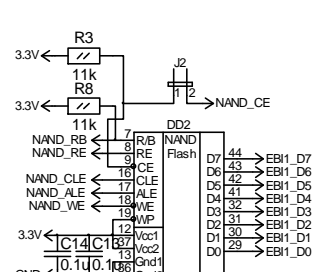 R3
3.3V
11k
J2
R8
1 2
3.3V
NAND_CE
11k
DD2
NAND_RB 7 R/B NAND
NAND_RE 8 RE Flash
9 CE D7 44 EBI1_D7
NAND_CLE 16 CLE D6 43 EBI1_D6
NAND_ALE 17 ALE D5 42 EBI1_D5
NAND_WE 18 WE D4 41 EBI1_D4
19 WP D3 32 EBI1_D3
D2 31 EBI1_D2
3.3V 12 Vcc1 D1 30 EBI1_D1
C14 37 Vcc2 D0 29 EBI1_D0
13 Gnd1
0.1u 36